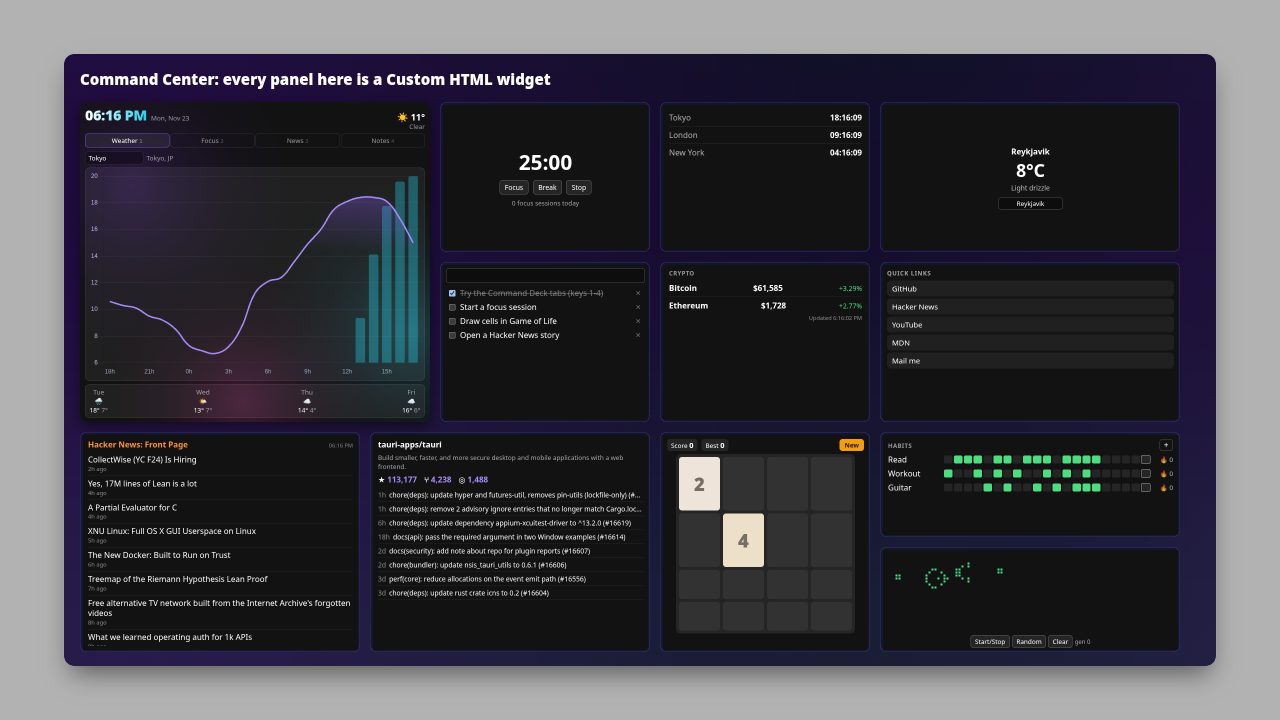 Command Center: every panel here is a Custom HTML widget
06:16 PM Mon, Nov 23
11°
Clear
Weather 1
Focus 2
News 3
Notes 4
Tokyo
Tokyo, JP
20
18
16
14
12
10
8
6
18h 21h 0h 3h 6h 9h 12h 15h
Tue Wed Thu Fri
18° 7° 13° 7° 14° 4° 16° 6°
25:00
Focus Break Stop
0 focus sessions today
Tokyo 18:16:09
London 09:16:09
New York 04:16:09
Reykjavik
8°C
Light drizzle
Reykjavik
Try the Command Deck tabs (keys 1-4) ×
Start a focus session ×
Draw cells in Game of Life ×
Open a Hacker News story ×
CRYPTO
Bitcoin $61,585 +3.29%
Ethereum $1,728 +2.77%
Updated 6:16:02 PM
QUICK LINKS
GitHub
Hacker News
YouTube
MDN
Mail me
Hacker News: Front Page 06:16 PM
CollectWise (YC F24) Is Hiring
2h ago
Yes, 17M lines of Lean is a lot
4h ago
A Partial Evaluator for C
4h ago
XNU Linux: Full OS X GUI Userspace on Linux
5h ago
The New Docker: Built to Run on Trust
6h ago
Treemap of the Riemann Hypothesis Lean Proof
7h ago
Free alternative TV network built from the Internet Archive's forgotten
videos
8h ago
What we learned operating auth for 1k APIs
tauri-apps/tauri
Build smaller, faster, and more secure desktop and mobile applications with a web
frontend.
★ 113,177 4,238 ◎ 1,488
1h chore(deps): update hyper and futures-util, removes pin-utils (lockfile-only) (#...
1h chore(deps): remove 2 advisory ignore entries that no longer match Cargo.loc...
6h chore(deps): update dependency appium-xcuitest-driver to ^13.2.0 (#16619)
18h docs(api): pass the required argument in two Window examples (#16614)
2d docs(security): add note about repo for plugin reports (#16607)
2d chore(bundler): update nsis_tauri_utils to 0.6.1 (#16606)
3d perf(core): reduce allocations on the event emit path (#16556)
3d chore(deps): update rust crate icns to 0.2 (#16604)
Score 0 Best 0 New
2
4
HABITS +
Read 0
Workout 0
Guitar 0
Start/Stop Random Clear gen 0